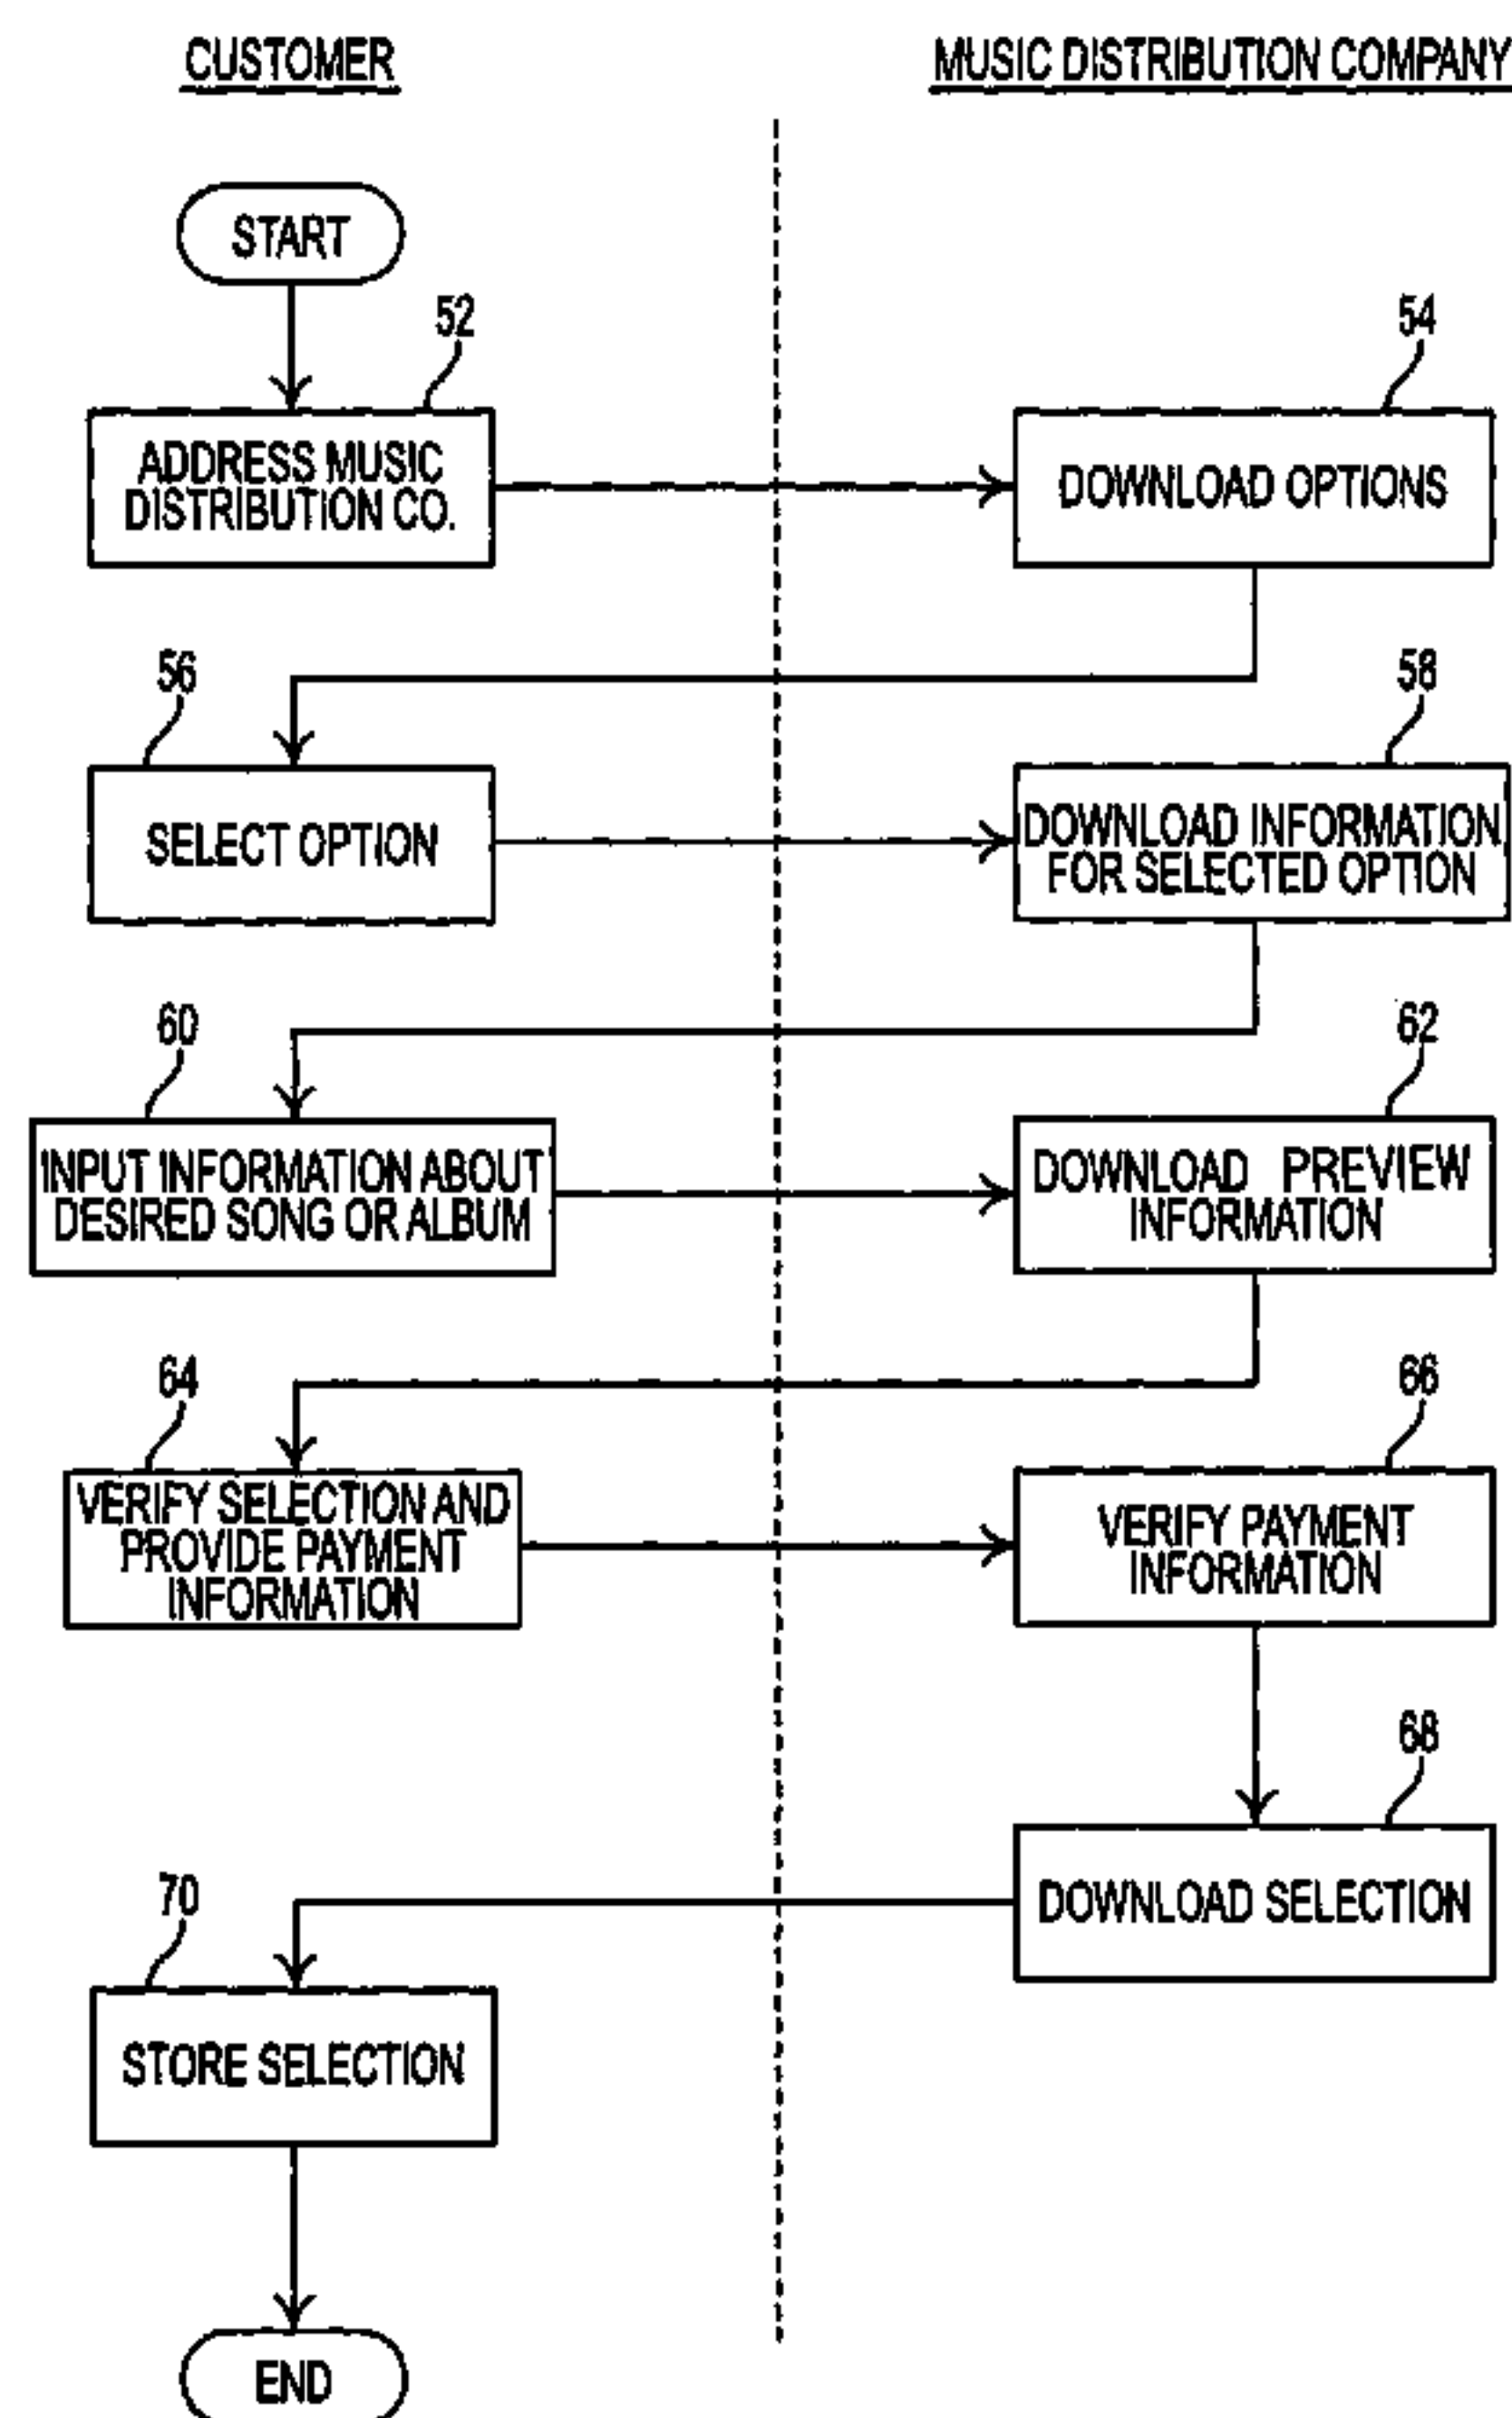 CUSTOMER
MUSIC DISTRIBUTION COMPANY
START
52
54
ADDRESS MUSIC
DISTRIBUTION CO.
DOWNLOAD OPTIONS
56
58
SELECT OPTION
DOWNLOAD INFORMATION
FOR SELECTED OPTION
60
62
INPUT INFORMATION ABOUT
DESIRED SONG OR ALBUM
DOWNLOAD PREVIEW
INFORMATION
64
66
VERIFY SELECTION AND
PROVIDE PAYMENT
INFORMATION
VERIFY PAYMENT
INFORMATION
68
DOWNLOAD SELECTION
70
STORE SELECTION
END